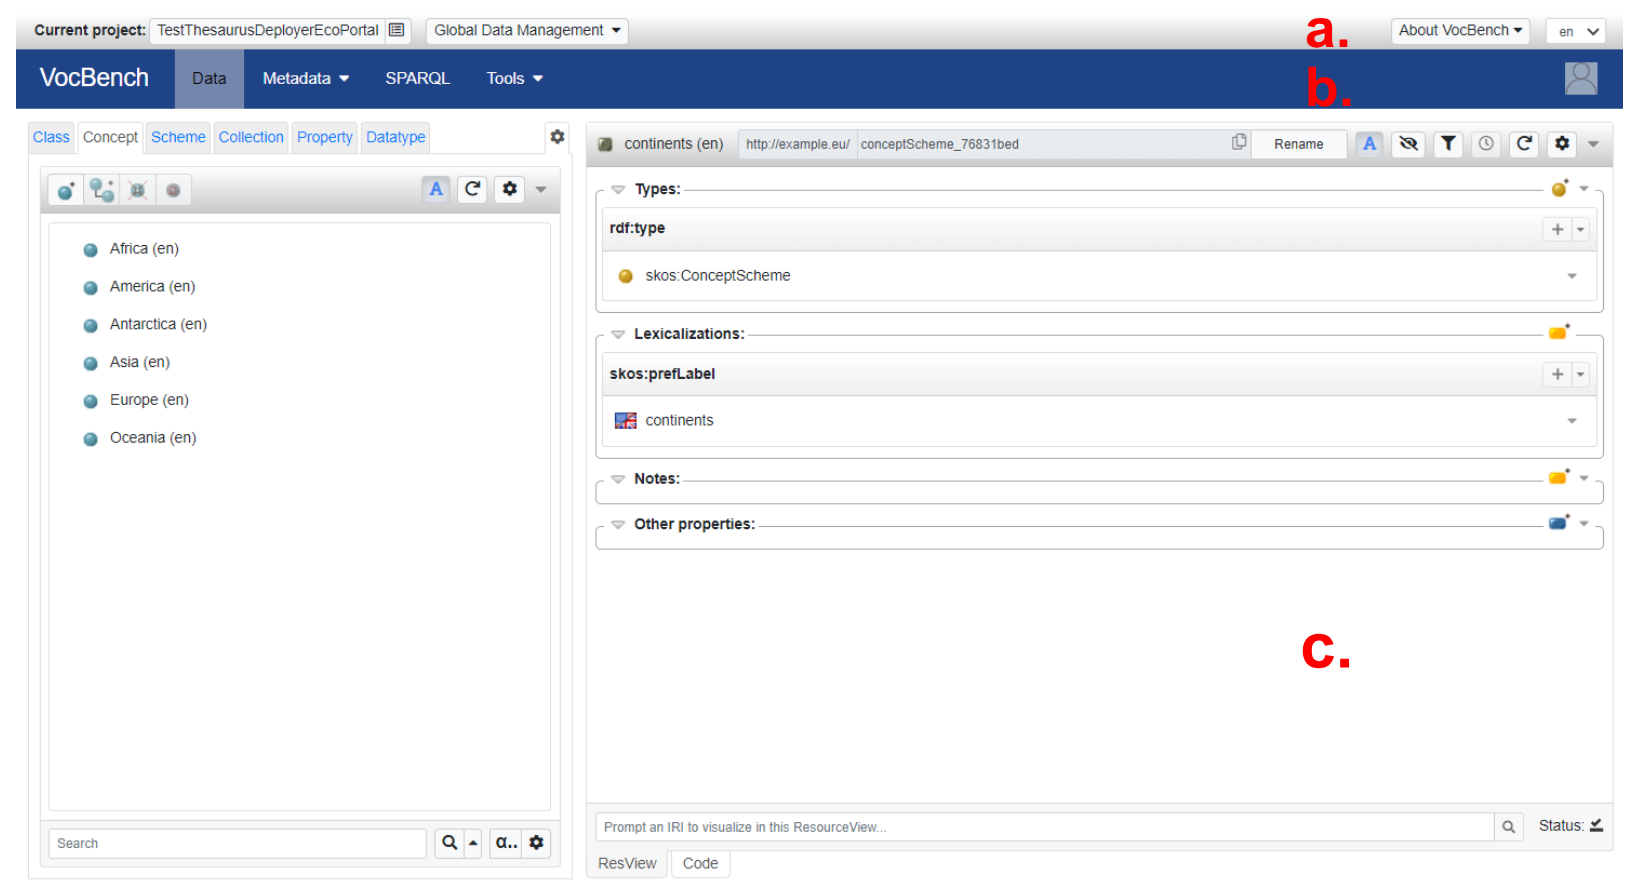 Current project: TestThesaurusDeployerEcoPortal Global Data Management a. About VocBench en
VocBench Data Metadata SPARQL Tools b.
Class Concept Scheme Collection Property Datatype
continents (en) http://example.eu/ conceptScheme_76831bed Rename A
A
Types:
rdf:type
skos:ConceptScheme
Africa (en)
America (en)
Antarctica (en)
Asia (en)
Europe (en)
Oceania (en)
Lexicalizations:
skos:prefLabel
continents
Notes:
Other properties:
c.
Search α..
Prompt an IRI to visualize in this ResourceView... Status:
ResView Code